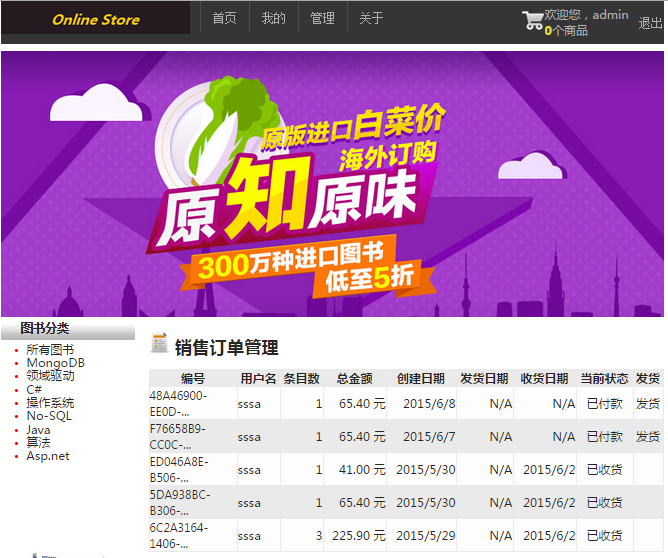 Online Store
首页 我的 管理 关于
欢迎您，admin
0个商品
退出
原版进口白菜价
海外订购
原知原味
300万种进口图书
低至5折
图书分类
所有图书
MongoDB
领域驱动
C#
操作系统
No-SQL
Java
算法
Asp.net
销售订单管理
编号 用户名 条目数 总金额 创建日期 发货日期 收货日期 当前状态 发货
48A46900-
EE0D-... sssa 1 65.40 元 2015/6/8 N/A N/A 已付款 发货
F76658B9-
CC0C-... sssa 1 65.40 元 2015/6/7 N/A N/A 已付款 发货
ED046A8E-
B506-... sssa 1 41.00 元 2015/5/30 N/A 2015/6/2 已收货
5DA938BC-
B306-... sssa 1 65.40 元 2015/5/30 N/A 2015/6/2 已收货
6C2A3164-
1406-... sssa 3 225.90 元 2015/5/29 N/A 2015/6/2 已收货